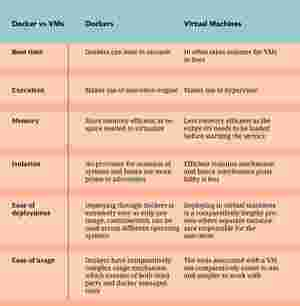 Docker vs VMs
Dockers
Virtual Machines
Boot time
Dockers can boot in seconds
It often takes minutes for VMs
to boot
Execution
Makes use of execution engine
Makes use of hypervisor
Memory
More memory efficient as no
space needed to virtualize
Less memory efficient as the
entire OS needs to be loaded
before starting the service
Isolation
No provision for isolation of
systems and hence are more
prone to adversities
Efficient isolation mechanism
and hence interference
bility is less
Ease of
deployment
Deploying through Dockers is
extremely easy as only one
image, containerized, can be
used across different operating
systems
Deploying in virtual machines
is a comparatively lengthy
process where separate
are responsible for the
execution
Ease of usage
Dockers have comparatively
complex usage mechanism
which consists of both third
party and docker managed
tools
The tools associated with a VM
are comparatively easier to use
and simpler to work with